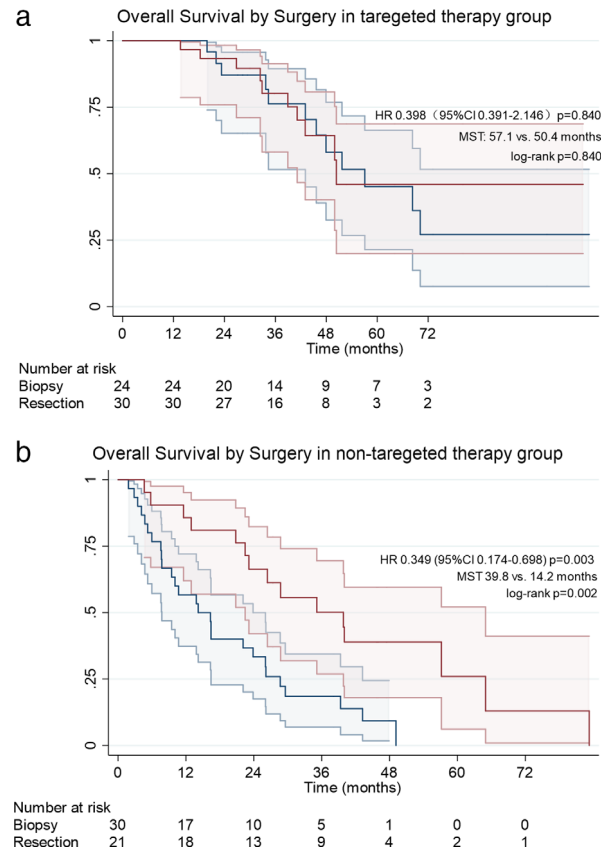 a
Overall Survival by Surgery in taregeted therapy group
1
.75
.5
.25
0
HR 0.398 (95%CI 0.391-2.146) p=0.840
MST: 57.1 vs. 50.4 months
log-rank p=0.840
0 12 24 36 48 60 72
Time (months)
Number at risk
Biopsy 24 24 20 14 9 7 3
Resection 30 30 27 16 8 3 2
b
Overall Survival by Surgery in non-taregeted therapy group
1
.75
.5
.25
0
HR 0.349 (95%CI 0.174-0.698) p=0.003
MST 39.8 vs. 14.2 months
log-rank p=0.002
0 12 24 36 48 60 72
Time (months)
Number at risk
Biopsy 30 17 10 5 1 0 0
Resection 21 18 13 9 4 2 1